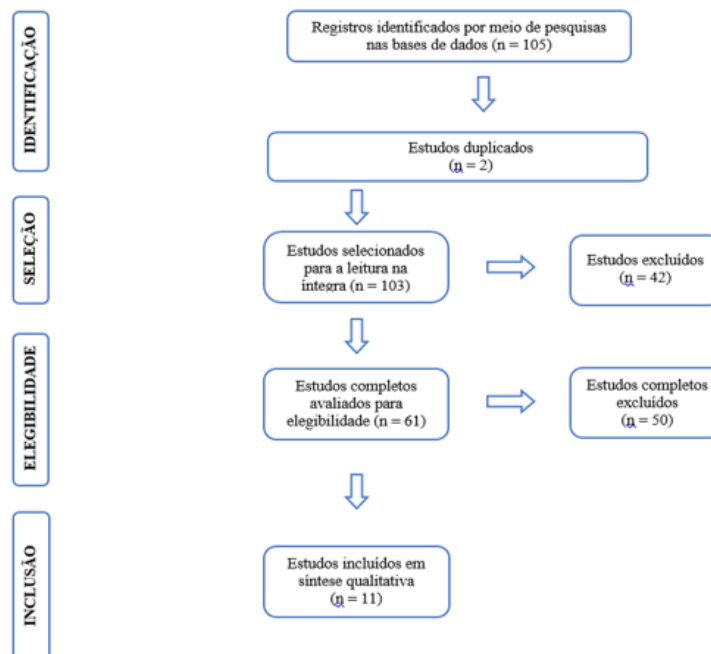 IDENTIFICAÇÃO
Registros identificados por meio de pesquisas
nas bases de dados (n = 105)
Estudos duplicados
(n = 2)
SELEÇÃO
Estudos selecionados
para a leitura na
íntegra (n = 103)
Estudos excluídos
(n = 42)
ELEGIBILIDADE
Estudos completos
avaliados para
elegibilidade (n = 61)
Estudos completos
excluídos
(n = 50)
INCLUSÃO
Estudos incluídos em
síntese qualitativa
(n = 11)